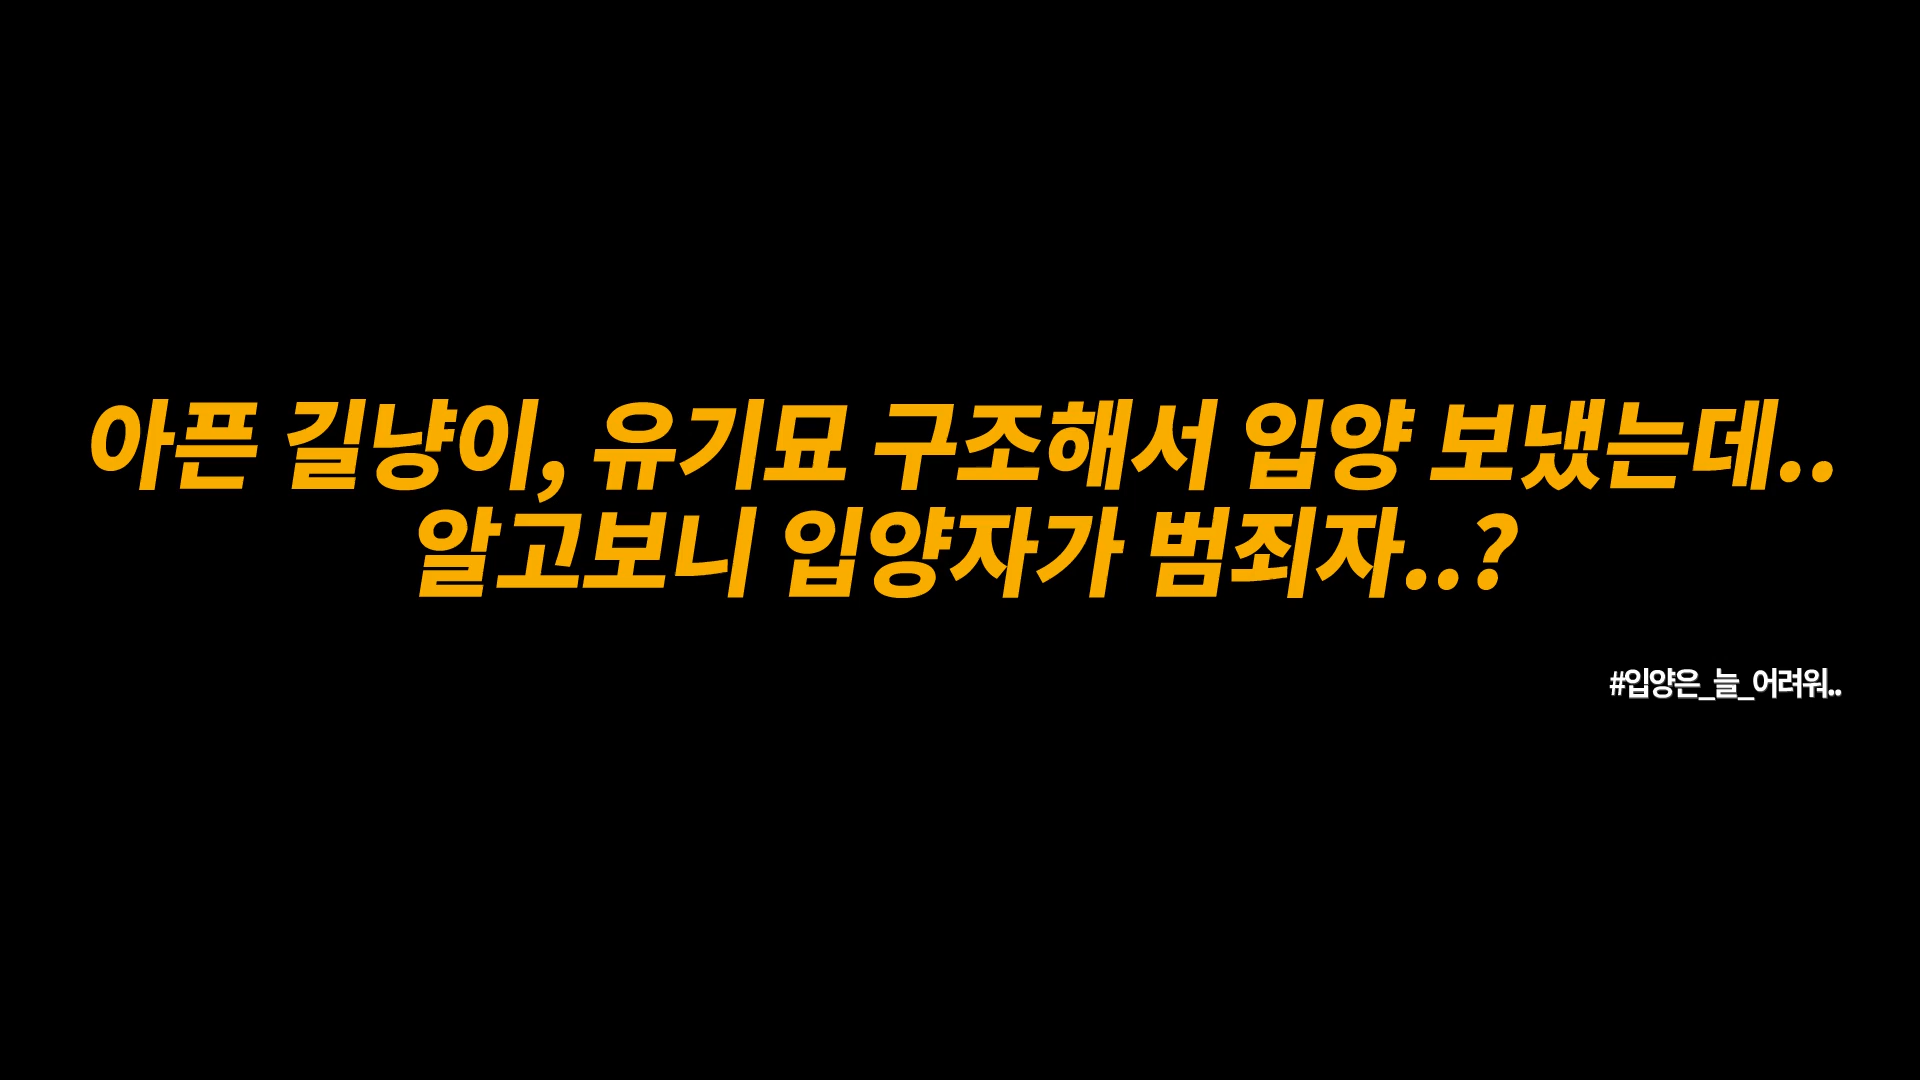 아픈 길냥이, 유기묘 구조해서 입양 보냈는데..
알고보니 입양자가 범죄자..?
#입양은_늘_어려워..